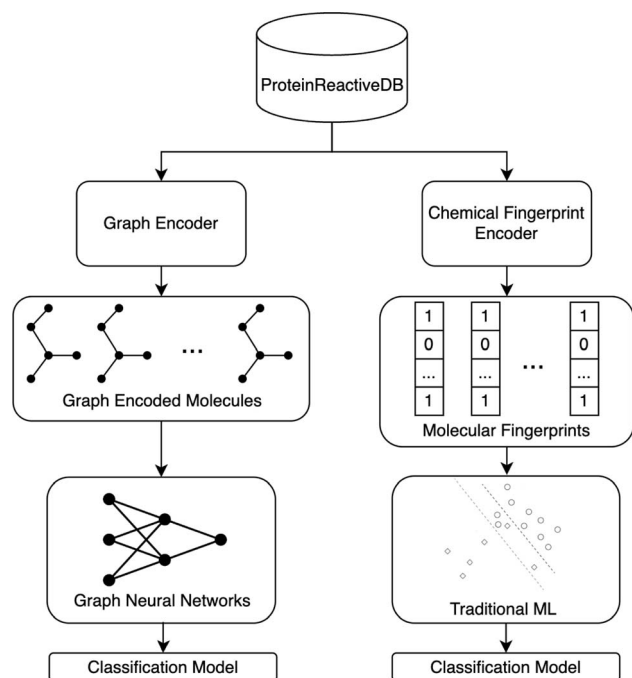 ProteinReactiveDB
Graph Encoder
Chemical Fingerprint
Encoder
Graph Encoded Molecules
...
1 1 1
0 0 0
... ... ...
1 1 1
...
Molecular Fingerprints
Graph Neural Networks
Traditional ML
Classification Model
Classification Model